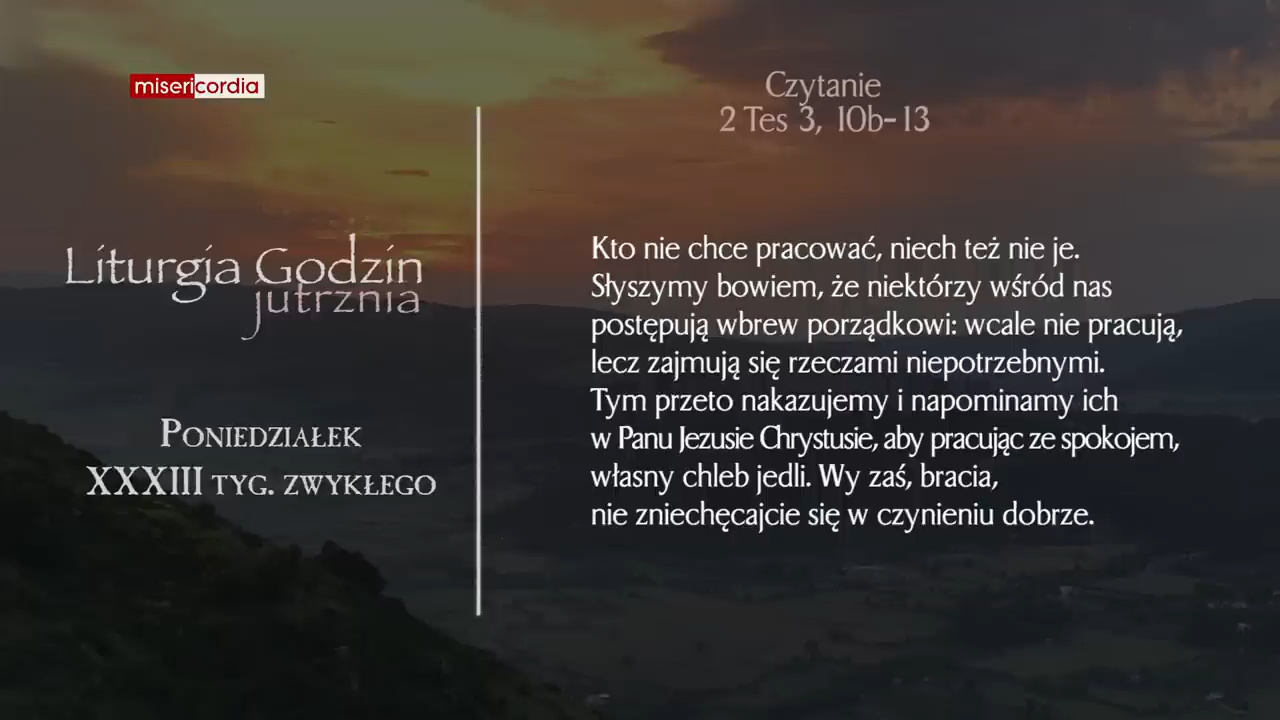 misericordia
Liturgia Godzin
jutrznia
Poniedziałek
XXXIII tyg. zwykłego
Czytanie
2 Tes 3, 10b-13
Kto nie chce pracować, niech też nie je.
Słyszymy bowiem, że niektórzy wśród nas
postępują wbrew porządkowi: wcale nie pracują,
lecz zajmują się rzeczami niepotrzebnymi.
Tym przeto nakazujemy i napominamy ich
w Panu Jezusie Chrystusie, aby pracując ze spokojem,
własny chleb jedli. Wy zaś, bracia,
nie zniechęcajcie się w czynieniu dobrze.